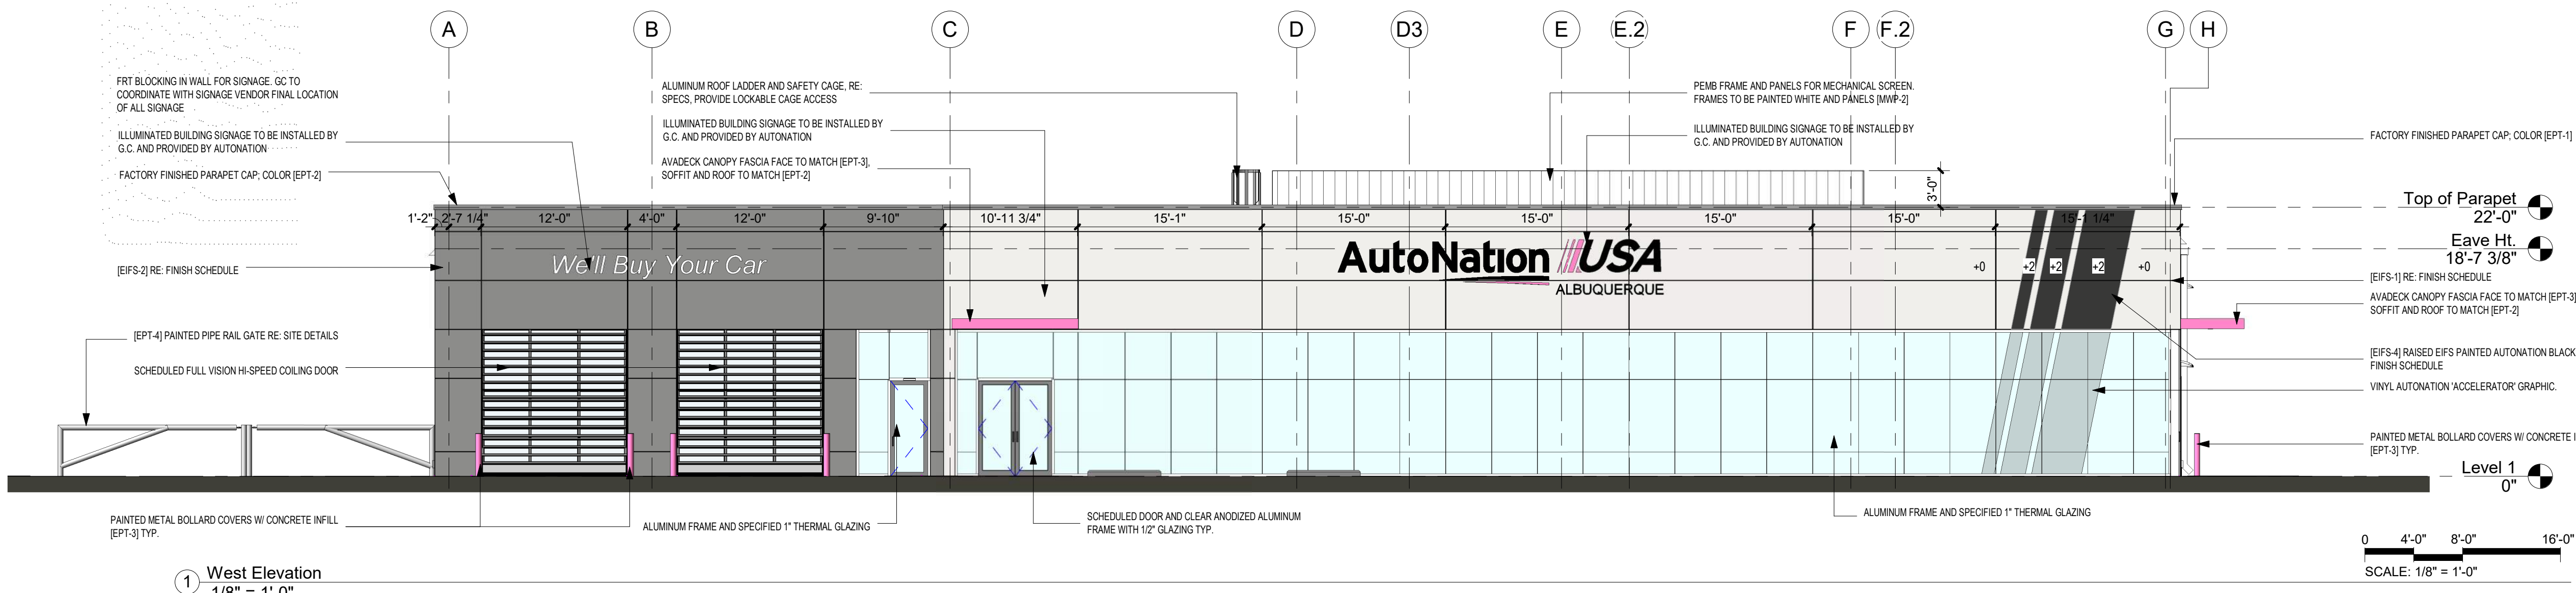 A
B
C
D
D3
E
E.2
F
F.2
G
H
FRT BLOCKING IN WALL FOR SIGNAGE. GC TO
COORDINATE WITH SIGNAGE VENDOR FINAL LOCATION
OF ALL SIGNAGE
ILLUMINATED BUILDING SIGNAGE TO BE INSTALLED BY
G.C. AND PROVIDED BY AUTONATION
FACTORY FINISHED PARAPET CAP; COLOR [EPT-2]
[EIFS-2] RE: FINISH SCHEDULE
[EPT-4] PAINTED PIPE RAIL GATE RE: SITE DETAILS
SCHEDULED FULL VISION HI-SPEED COILING DOOR
PAINTED METAL BOLLARD COVERS W/ CONCRETE INFILL
[EPT-3] TYP.
ALUMINUM ROOF LADDER AND SAFETY CAGE, RE:
SPECS, PROVIDE LOCKABLE CAGE ACCESS
ILLUMINATED BUILDING SIGNAGE TO BE INSTALLED BY
G.C. AND PROVIDED BY AUTONATION
AVADECK CANOPY FASCIA FACE TO MATCH [EPT-3],
SOFFIT AND ROOF TO MATCH [EPT-2]
PEMB FRAME AND PANELS FOR MECHANICAL SCREEN.
FRAMES TO BE PAINTED WHITE AND PANELS [MWP-2]
ILLUMINATED BUILDING SIGNAGE TO BE INSTALLED BY
G.C. AND PROVIDED BY AUTONATION
3'-0"
1'-2"
2'-7 1/4"
12'-0"
4'-0"
12'-0"
9'-10"
10'-11 3/4"
15'-1"
15'-0"
15'-0"
15'-0"
15'-0"
15'-1 1/4"
We'll Buy Your Car
AutoNation USA
ALBUQUERQUE
+0
+2
+2
+2
+0
FACTORY FINISHED PARAPET CAP; COLOR [EPT-1]
Top of Parapet
22'-0"
Eave Ht.
18'-7 3/8"
[EIFS-1] RE: FINISH SCHEDULE
AVADECK CANOPY FASCIA FACE TO MATCH [EPT-3]
SOFFIT AND ROOF TO MATCH [EPT-2]
[EIFS-4] RAISED EIFS PAINTED AUTONATION BLACK
FINISH SCHEDULE
VINYL AUTONATION 'ACCELERATOR' GRAPHIC.
PAINTED METAL BOLLARD COVERS W/ CONCRETE I
[EPT-3] TYP.
Level 1
0"
ALUMINUM FRAME AND SPECIFIED 1" THERMAL GLAZING
SCHEDULED DOOR AND CLEAR ANODIZED ALUMINUM
FRAME WITH 1/2" GLAZING TYP.
ALUMINUM FRAME AND SPECIFIED 1" THERMAL GLAZING
0 4'-0" 8'-0" 16'-0"
SCALE: 1/8" = 1'-0"
1 West Elevation
1/8" = 1'-0"